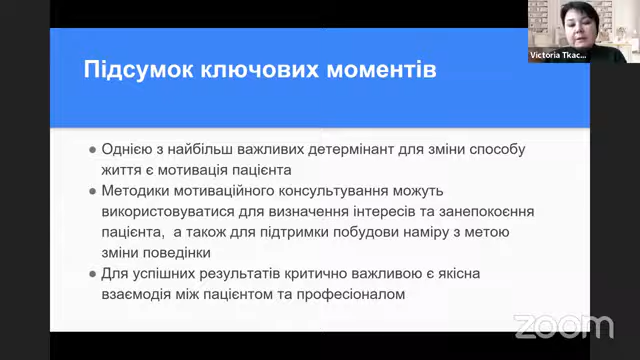 Підсумок ключових моментів
Victoria Tkac...
● Однією з найбільш важливих детермінант для зміни способу
життя є мотивація пацієнта
● Методики мотиваційного консультування можуть
використовуватися для визначення інтересів та занепокоєння
пацієнта, а також для підтримки побудови наміру з метою
зміни поведінки
● Для успішних результатів критично важливою є якісна
взаємодія між пацієнтом та професіоналом
zoom